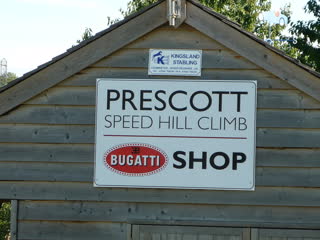 KINGSLAND
STABLING
PRESCOTT
SPEED HILL CLIMB
BUGATTI SHOP